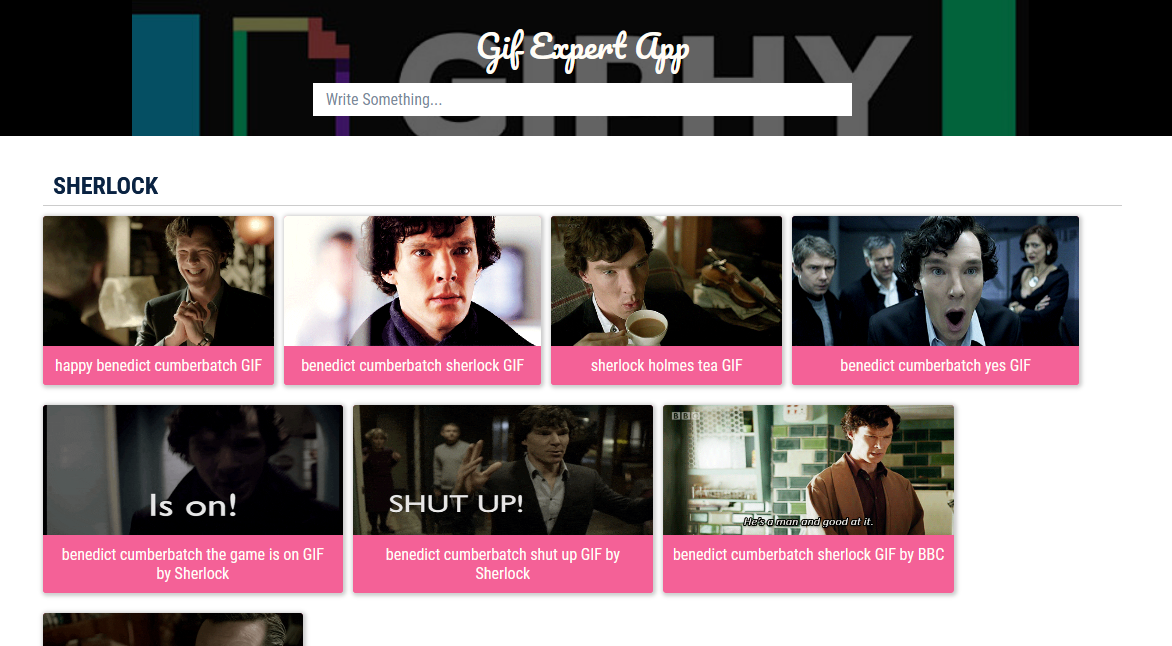 GIPHY
Gif Expert App
Write Something...
SHERLOCK
happy benedict cumberbatch GIF
benedict cumberbatch sherlock GIF
sherlock holmes tea GIF
benedict cumberbatch yes GIF
Is on!
SHUT UP!
BBC
He's a man and good at it.
benedict cumberbatch the game is on GIF
by Sherlock
benedict cumberbatch shut up GIF by
Sherlock
benedict cumberbatch sherlock GIF by BBC